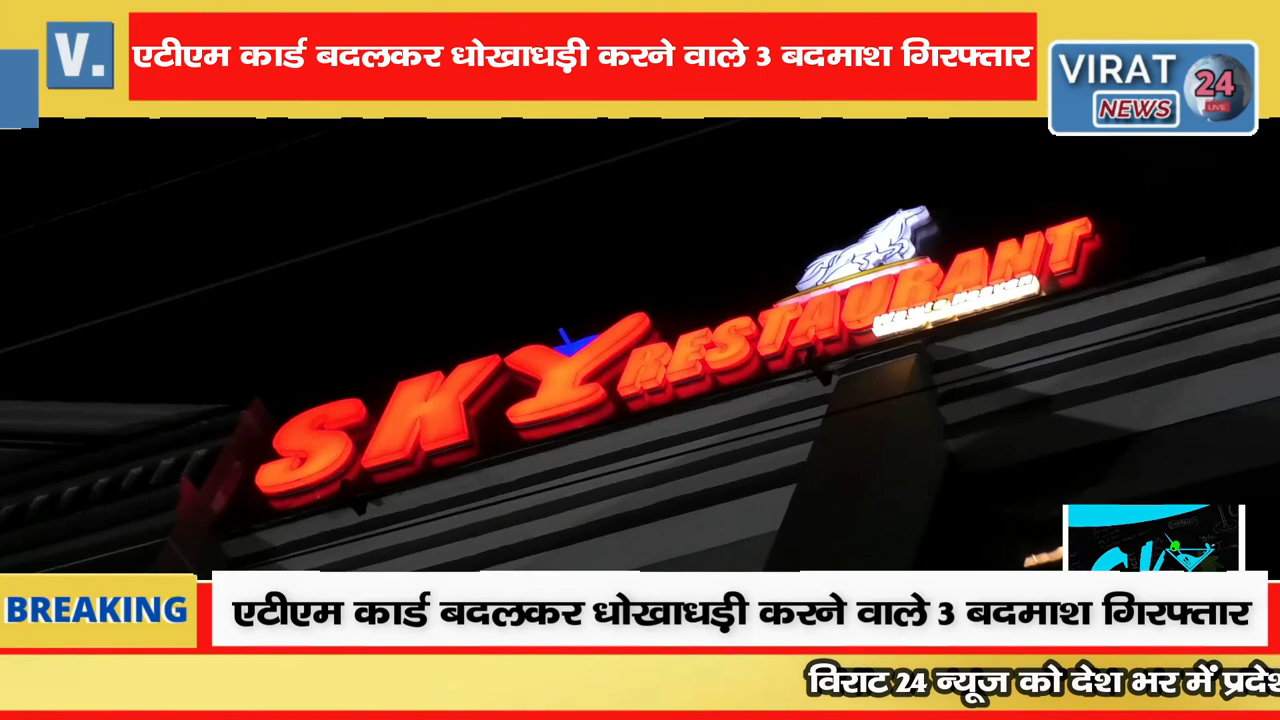 V.
एटीएम कार्ड बदलकर धोखाधड़ी करने वाले 3 बदमाश गिरफ्तार
VIRAT
24
LIVE
NEWS
SKY RESTAURANT
BREAKING
एटीएम कार्ड बदलकर धोखाधड़ी करने वाले 3 बदमाश गिरफ्तार
विराट 24 न्यूज को देश भर में प्रदेश